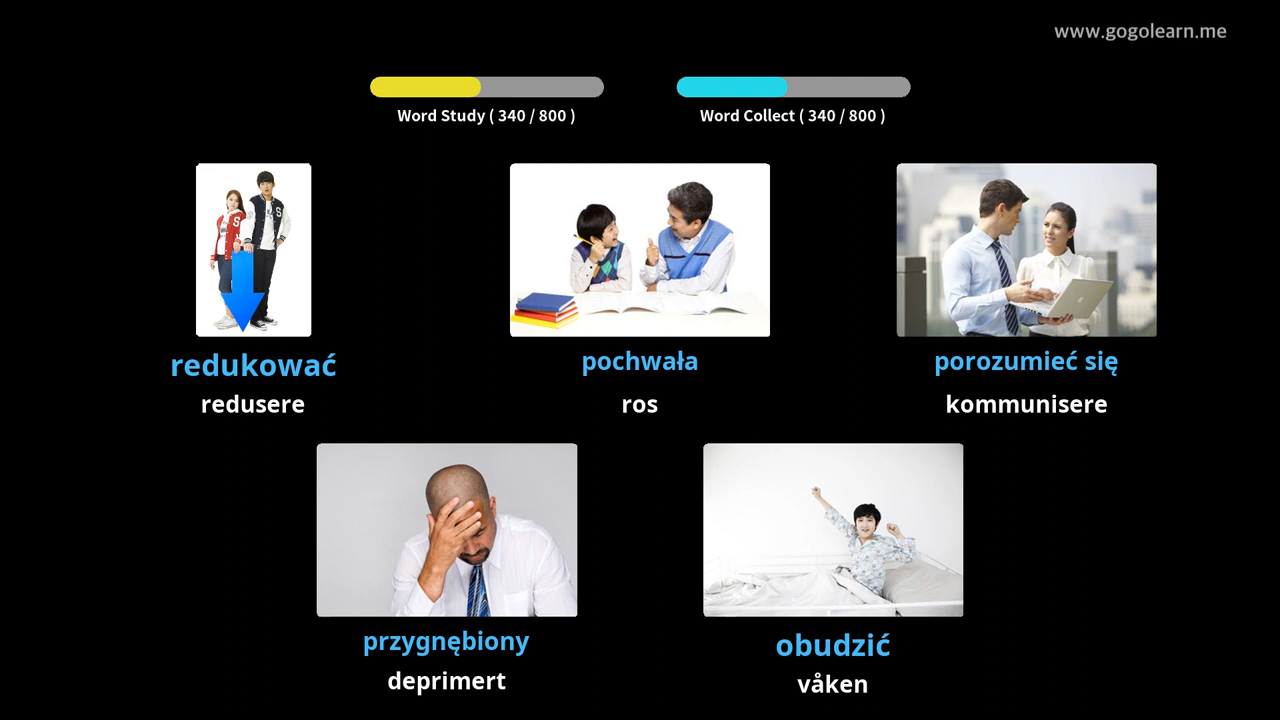 www.gogolearn.me
Word Study ( 340 / 800 )
Word Collect ( 340 / 800 )
S
S
redukować
redusere
pochwała
ros
porozumieć się
kommunisere
przygnębiony
deprimert
obudzić
våken